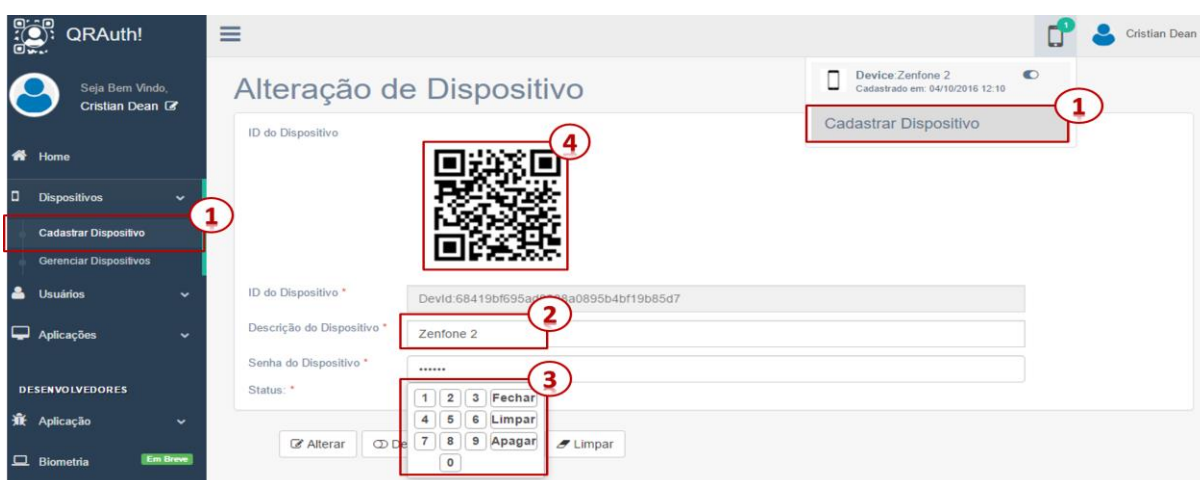 QRAuth!
1
Cristian Dean
Seja Bem Vindo,
Cristian Dean
Home
Dispositivos
1
Cadastrar Dispositivo
Gerenciar Dispositivos
Usuários
Aplicações
DESENVOLVEDORES
Aplicação
Biometria
Em Breve
Device:Zenfone 2
Cadastrado em: 04/10/2016 12:10
Cadastrar Dispositivo
1
Alteração de Dispositivo
ID do Dispositivo
4
ID do Dispositivo *
2
Descrição do Dispositivo *
Zenfone 2
Senha do Dispositivo *
••••••
3
Status: *
1 2 3 Fechar
4 5 6 Limpar
7 8 9 Apagar
0
Alterar
Limpar